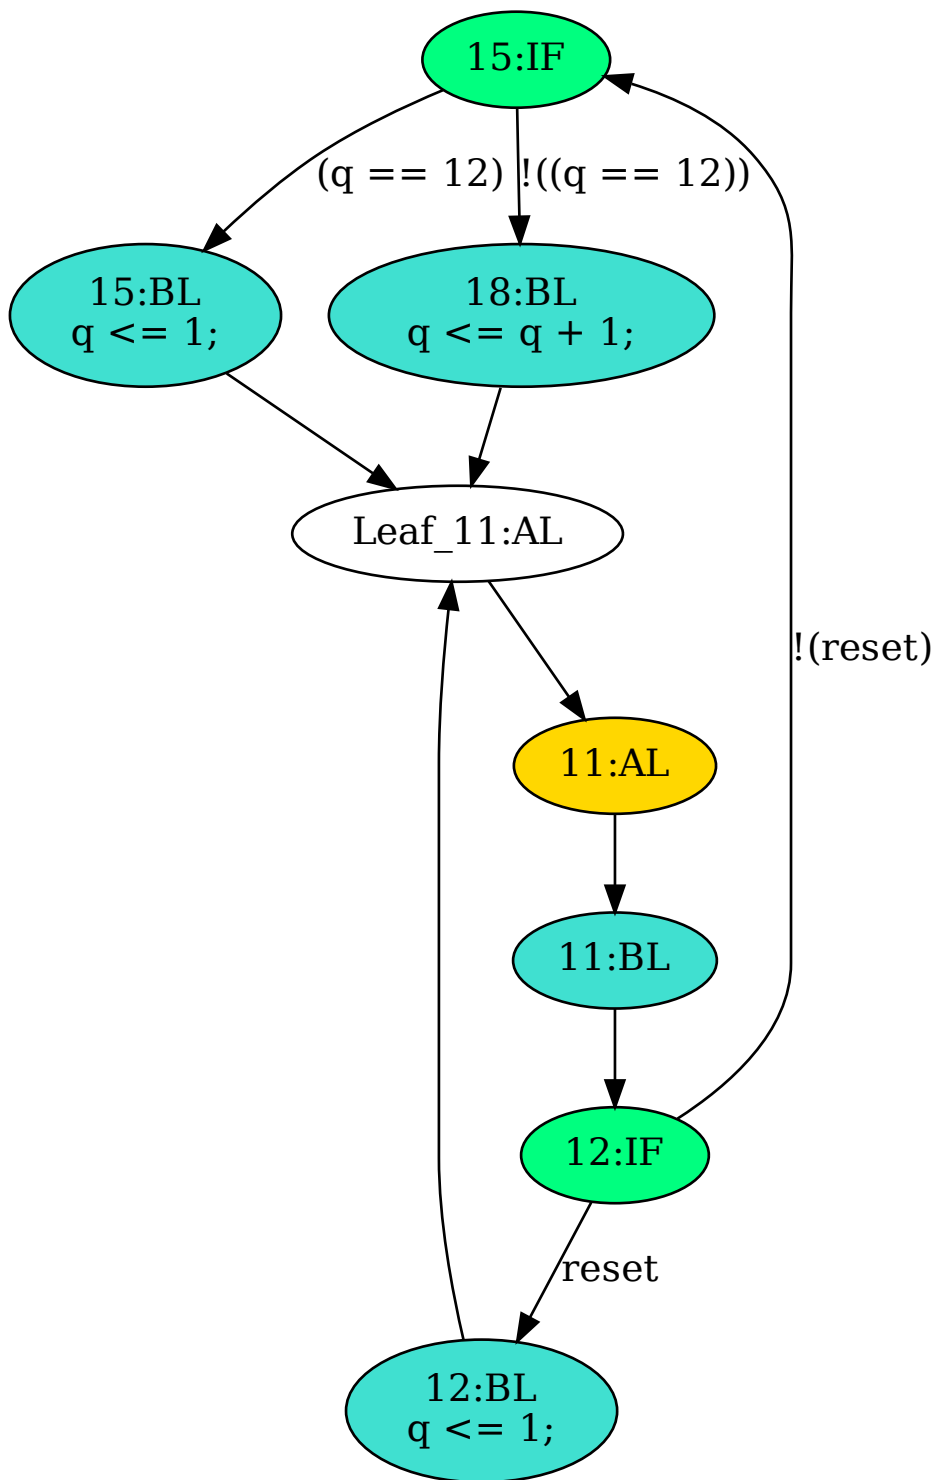 15:IF
(q == 12)
!((q == 12))
15:BL
q <= 1;
18:BL
q <= q + 1;
Leaf_11:AL
!(reset)
11:AL
11:BL
12:IF
reset
12:BL
q <= 1;